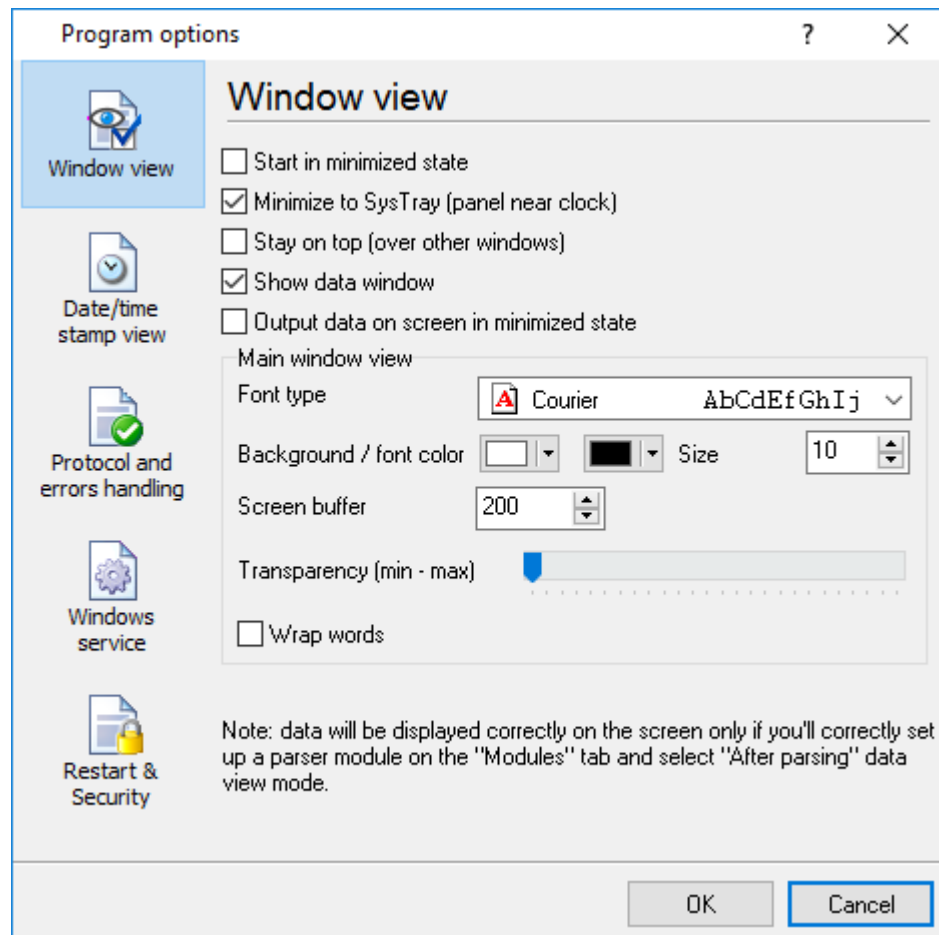 Program options
?
Window view
Window view
Start in minimized state
Minimize to SysTray (panel near clock)
Stay on top (over other windows)
Show data window
Output data on screen in minimized state
Date/time
stamp view
Protocol and
errors handling
Windows
service
Restart &
Security
Main window view
Font type
A Courier AbCdEfGhIj
Background / font color
Size
10
Screen buffer
200
Transparency (min - max)
Wrap words
Note: data will be displayed correctly on the screen only if you'll correctly set
up a parser module on the "Modules" tab and select "After parsing" data
view mode.
OK
Cancel